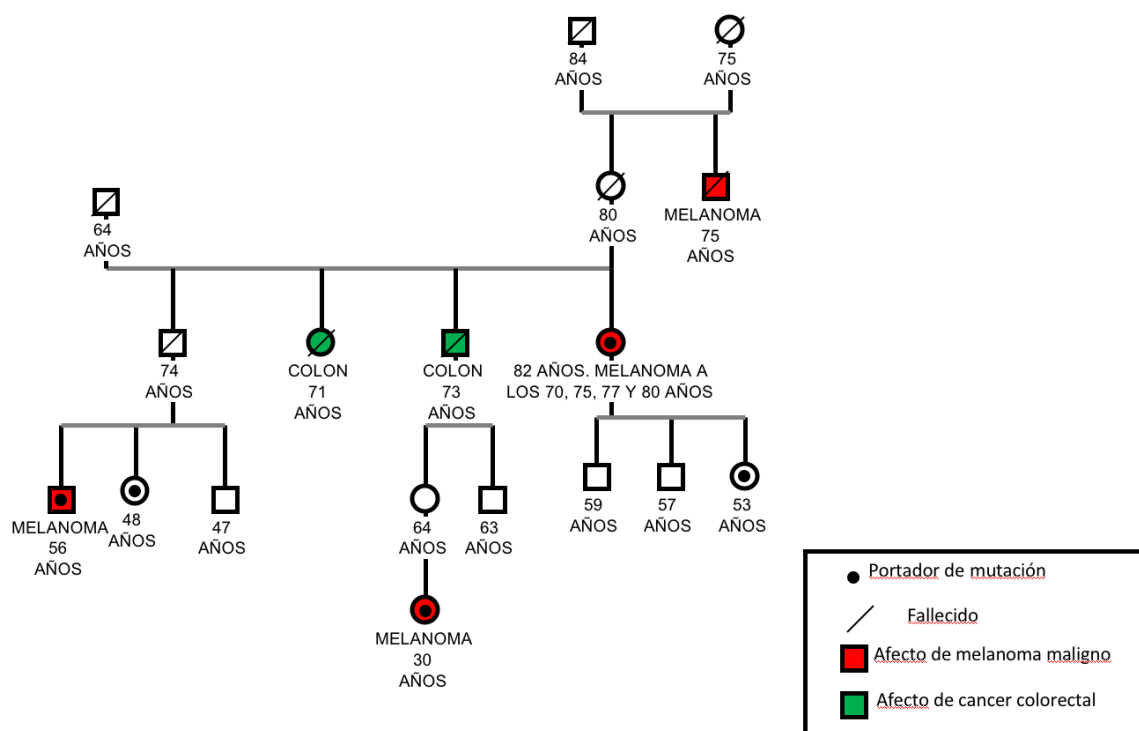 84
AÑOS
75
AÑOS
64
AÑOS
80
AÑOS
MELANOMA
75
AÑOS
74
AÑOS
COLON
71
AÑOS
COLON
73
AÑOS
82 AÑOS. MELANOMA A
LOS 70, 75, 77 Y 80 AÑOS
MELANOMA
56
AÑOS
48
AÑOS
47
AÑOS
64
AÑOS
63
AÑOS
59
AÑOS
57
AÑOS
53
AÑOS
MELANOMA
30
AÑOS
Portador de mutación
Fallecido
Afecto de melanoma maligno
Afecto de cancer colorectal